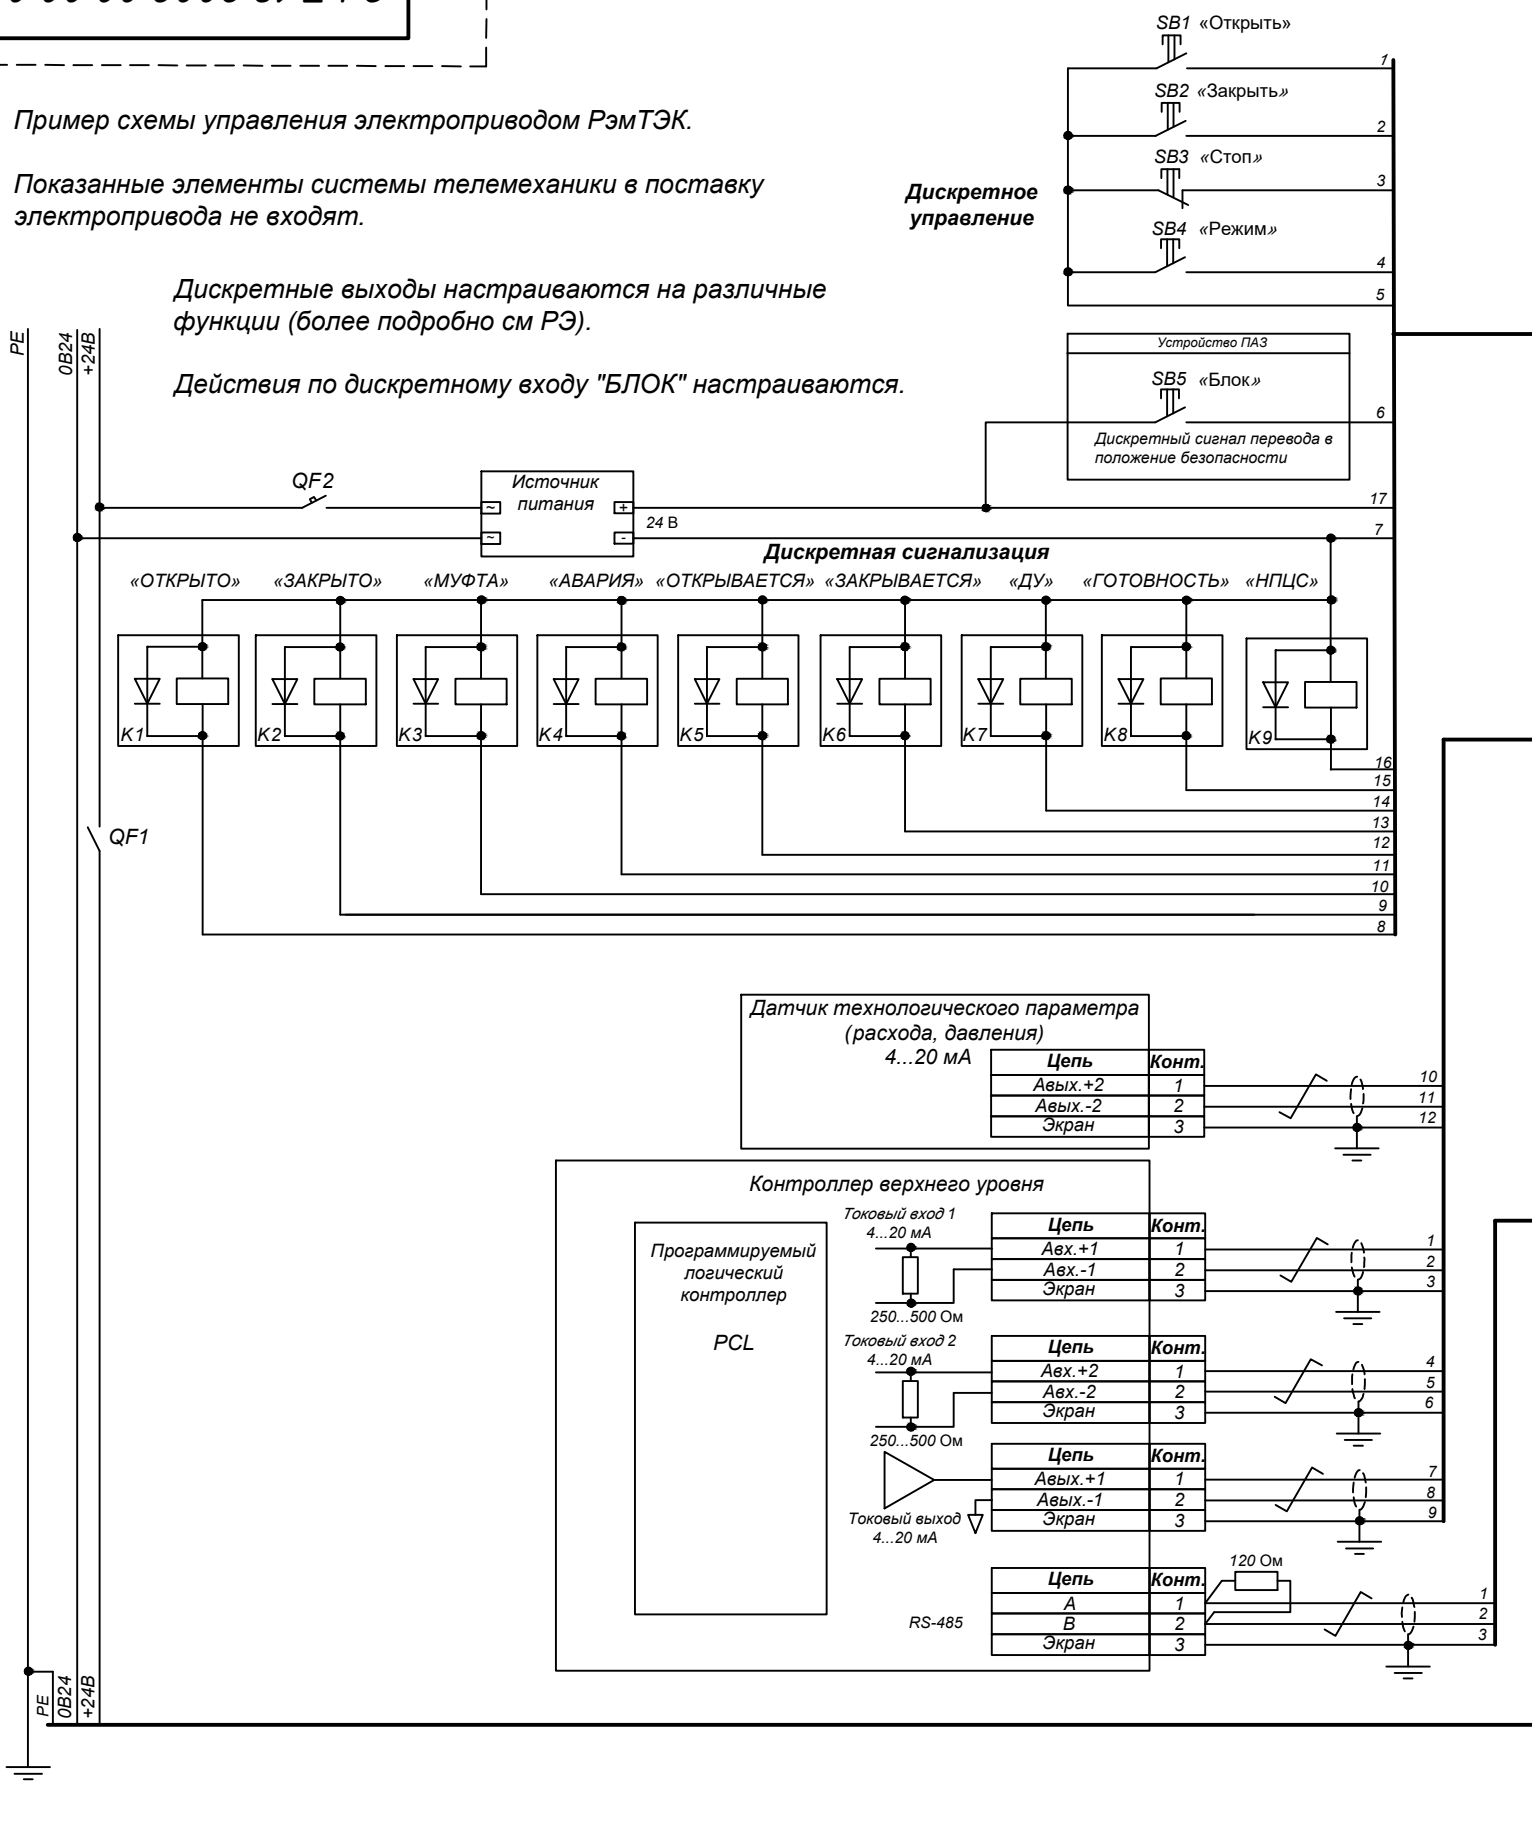 SB1 «Открыть»
1
SB2 «Закрыть»
2
SB3 «Стоп»
3
SB4 «Режим»
4
5
Дискретное
управление
Пример схемы управления электроприводом РэмТЭК.
Показанные элементы системы телемеханики в поставку
электропривода не входят.
Дискретные выходы настраиваются на различные
функции (более подробно см РЭ).
Действия по дискретному входу "БЛОК" настраиваются.
PE
0В24
+24В
Устройство ПАЗ
SB5 «Блок»
6
Дискретный сигнал перевода в
положение безопасности
QF2
Источник
питания
~ +
~ -
24 В
17
7
Дискретная сигнализация
«ОТКРЫТО» «ЗАКРЫТО» «МУФТА» «АВАРИЯ» «ОТКРЫВАЕТСЯ» «ЗАКРЫВАЕТСЯ» «ДУ» «ГОТОВНОСТЬ» «НПЦС»
K1 K2 K3 K4 K5 K6 K7 K8 K9
16
15
14
13
12
11
10
9
8
QF1
Датчик технологического параметра
(расхода, давления)
4...20 мА
Цепь Конт.
Авых.+2 1
Авых.-2 2
Экран 3
10
11
12
Контроллер верхнего уровня
Программируемый
логический
контроллер
PCL
Токовый вход 1
4...20 мА
250...500 Ом
Цепь Конт.
Авх.+1 1
Авх.-1 2
Экран 3
1
2
3
Токовый вход 2
4...20 мА
250...500 Ом
Цепь Конт.
Авх.+2 1
Авх.-2 2
Экран 3
4
5
6
Токовый выход
4...20 мА
Цепь Конт.
Авых.+1 1
Авых.-1 2
Экран 3
7
8
9
RS-485
Цепь Конт.
A 1
B 2
Экран 3
120 Ом
1
2
3
PE
0В24
+24В